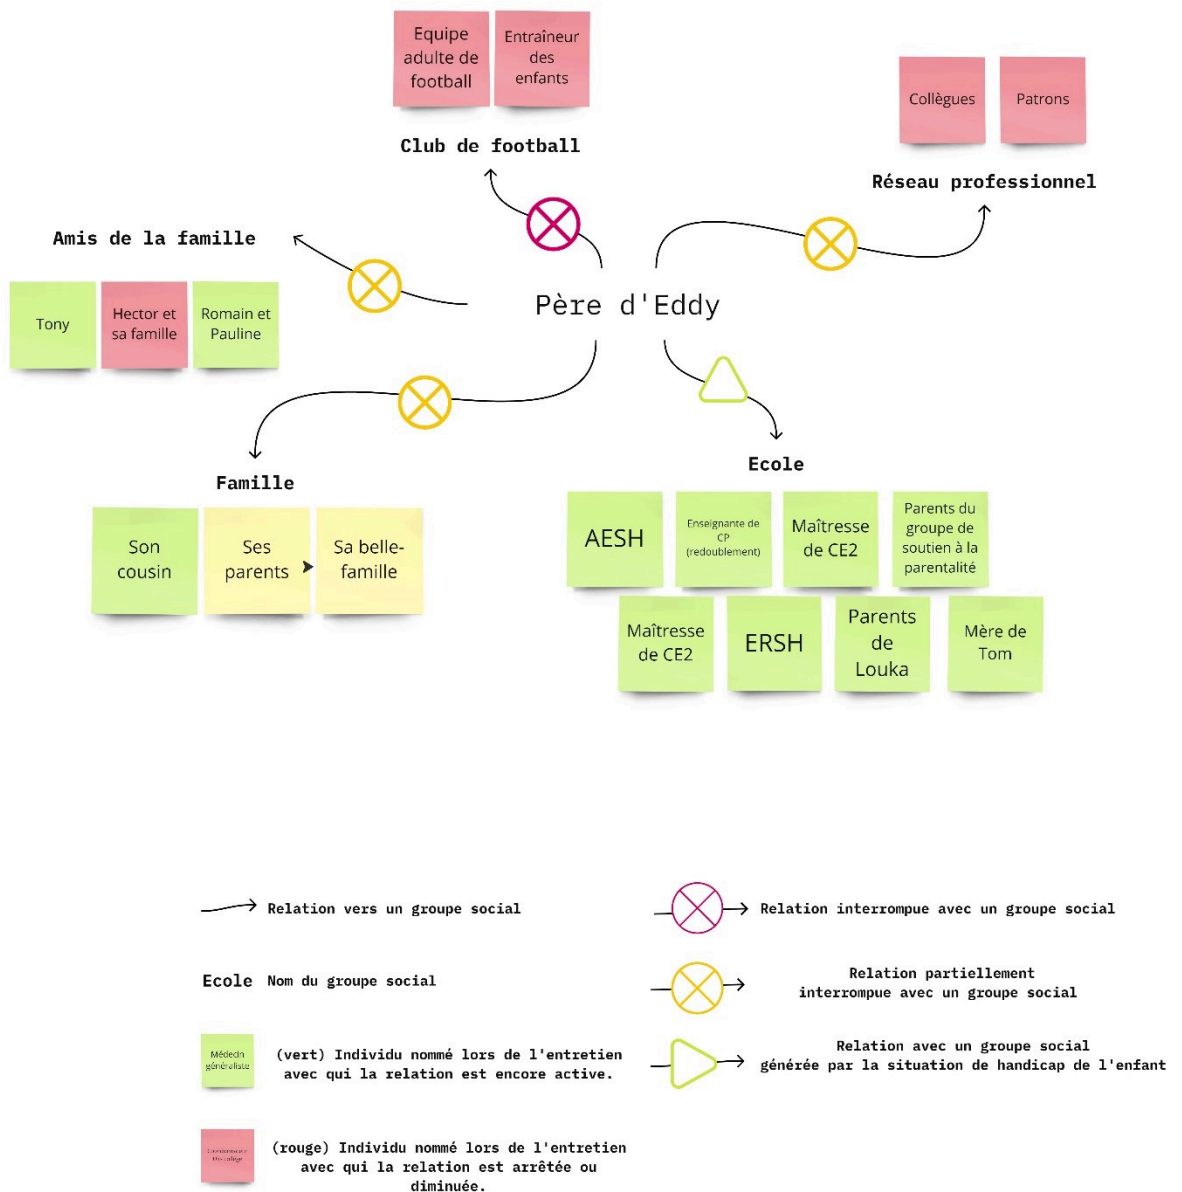 Equipe
adulte de
football
Entraîneur
des
enfants
Club de football
Collègues
Patrons
Réseau professionnel
Amis de la famille
Tony
Hector et
sa famille
Romain et
Pauline
Père d'Eddy
Famille
Son
cousin
Ses
parents
Sa belle-
famille
Ecole
AESH
Enseignante de
CP
(redoublement)
Maîtresse
de CE2
Parents du
groupe de
soutien à la
parentalité
Maîtresse
de CE2
ERSH
Parents
de
Louka
Mère de
Tom
Relation vers un groupe social
Relation interrompue avec un groupe social
Ecole Nom du groupe social
Relation partiellement
interrompue avec un groupe social
Médecin
généraliste
(vert) Individu nommé lors de l'entretien
avec qui la relation est encore active.
Relation avec un groupe social
générée par la situation de handicap de l'enfant
(rouge) Individu nommé lors de l'entretien
avec qui la relation est arrêtée ou
diminuée.